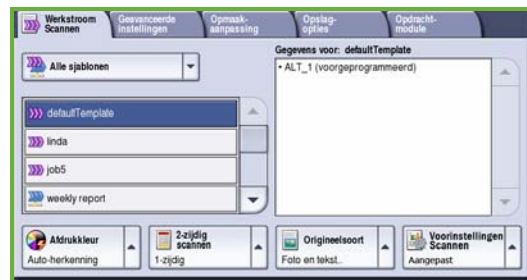 Werkstroom
Scannen
Geavanceerde
instellingen
Opmaak-
aanpassing
Opslag-
opties
Opdracht-
module
Alle sjablonen
Gegevens voor: defaultTemplate
• ALT_1 (voorgeprogrammeerd)
defaultTemplate
linda
job5
weekly report
Afdrukkleur
Auto-herkenning
2-zijdig
scannen
1-zijdig
Origineelsoort
Foto en tekst..
Voorinstellingen
Scannen
Aangepast